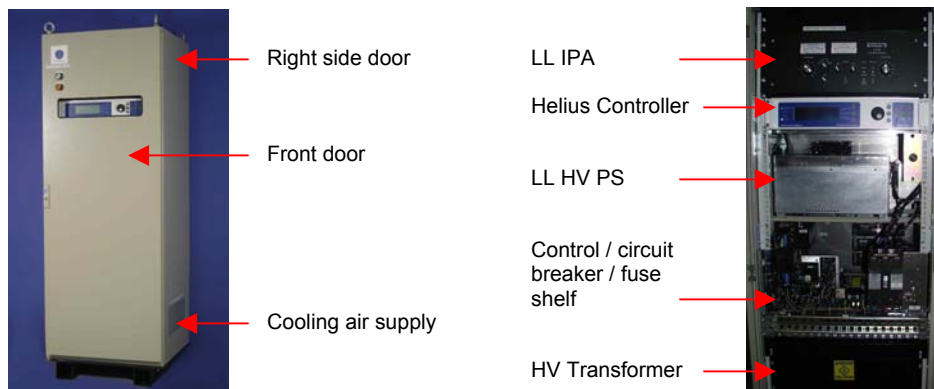 Right side door
Front door
Cooling air supply
LL IPA
Helius Controller
LL HV PS
Control / circuit
breaker / fuse
shelf
HV Transformer